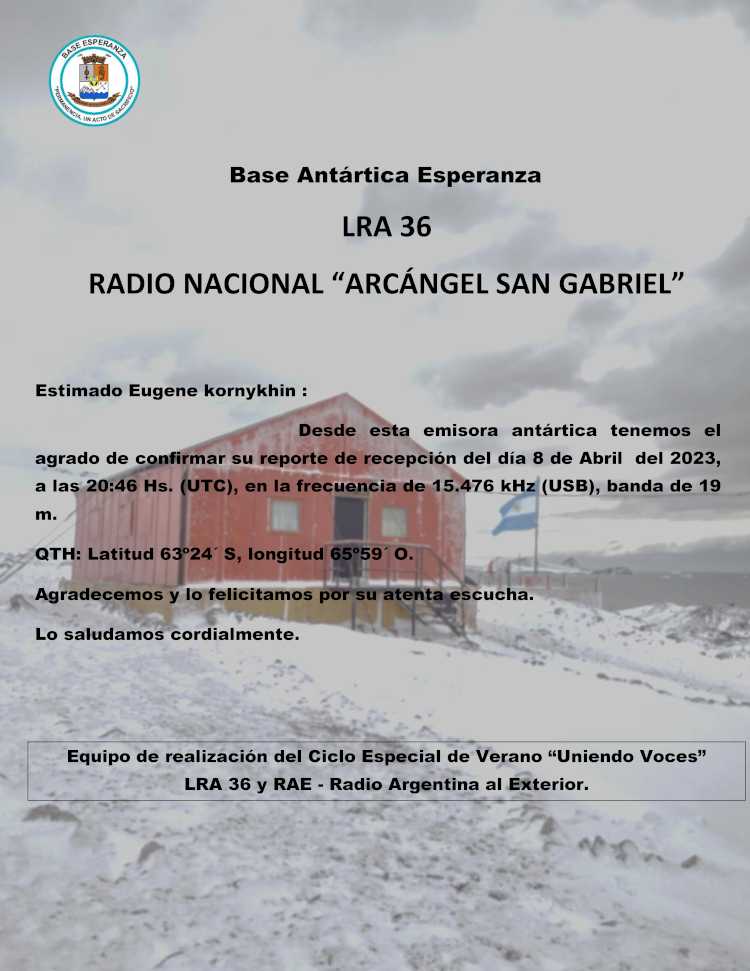 BASE ESPERANZA
"PERMANENCIA, UN ACTO DE SACRIFICIO"
Base Antártica Esperanza
LRA 36
RADIO NACIONAL “ARCÁNGEL SAN GABRIEL”
Estimado Eugene kornykhin :
Desde esta emisora antártica tenemos el
agrado de confirmar su reporte de recepción del día 8 de Abril del 2023,
a las 20:46 Hs. (UTC), en la frecuencia de 15.476 kHz (USB), banda de 19
m.
QTH: Latitud 63º24´ S, longitud 65º59´ O.
Agradecemos y lo felicitamos por su atenta escucha.
Lo saludamos cordialmente.
Equipo de realización del Ciclo Especial de Verano “Uniendo Voces”
LRA 36 y RAE - Radio Argentina al Exterior.